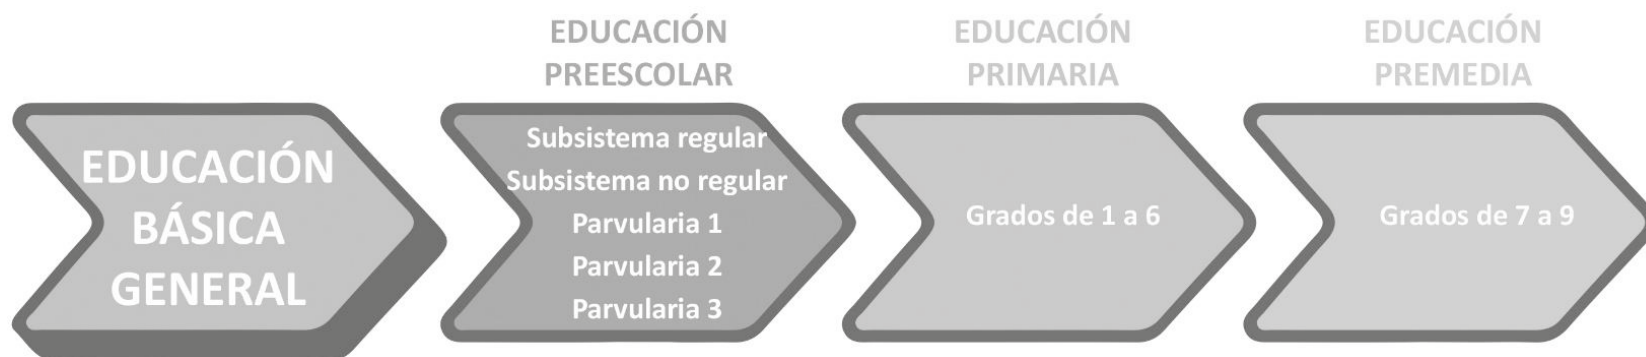 EDUCACIÓN
BÁSICA
GENERAL
EDUCACIÓN
PREESCOLAR
Subsistema regular
Subsistema no regular
Parvularia 1
Parvularia 2
Parvularia 3
EDUCACIÓN
PRIMARIA
Grados de 1 a 6
EDUCACIÓN
PREMEDIA
Grados de 7 a 9